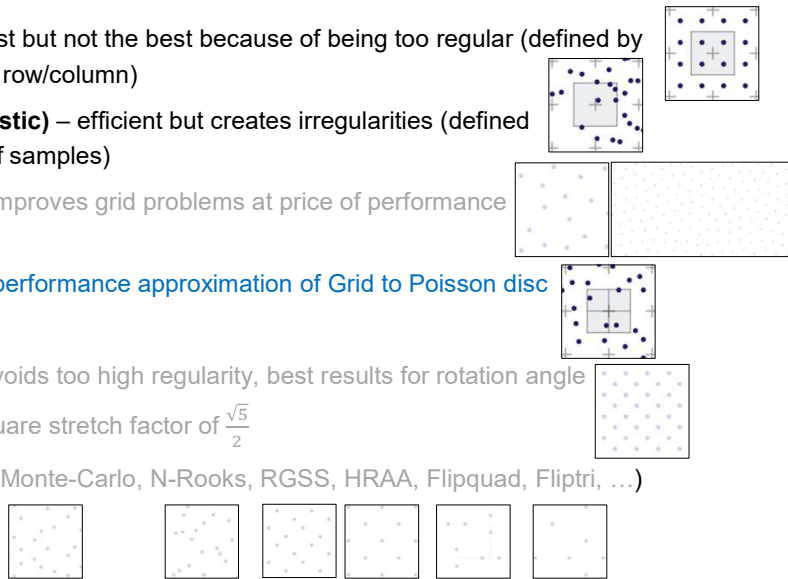 st but not the best because of being too regular (defined by
row/column)
stic) – efficient but creates irregularities (defined
f samples)
mproves grid problems at price of performance
performance approximation of Grid to Poisson disc
voids too high regularity, best results for rotation angle
uare stretch factor of √5/2
Monte-Carlo, N-Rooks, RGSS, HRAA, Flipquad, Fliptri, …)